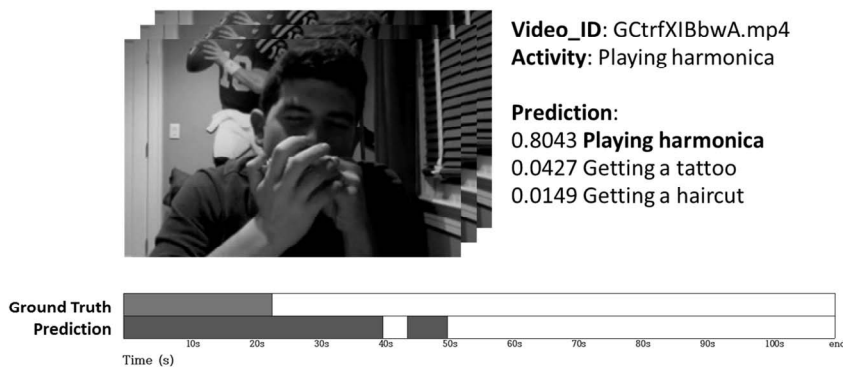 Video_ID: GCtrfXIBbwA.mp4
Activity: Playing harmonica
Prediction:
0.8043 Playing harmonica
0.0427 Getting a tattoo
0.0149 Getting a haircut
Ground Truth
Prediction
10s 20s 30s 40s 50s 60s 70s 80s 90s 100s end
Time (s)